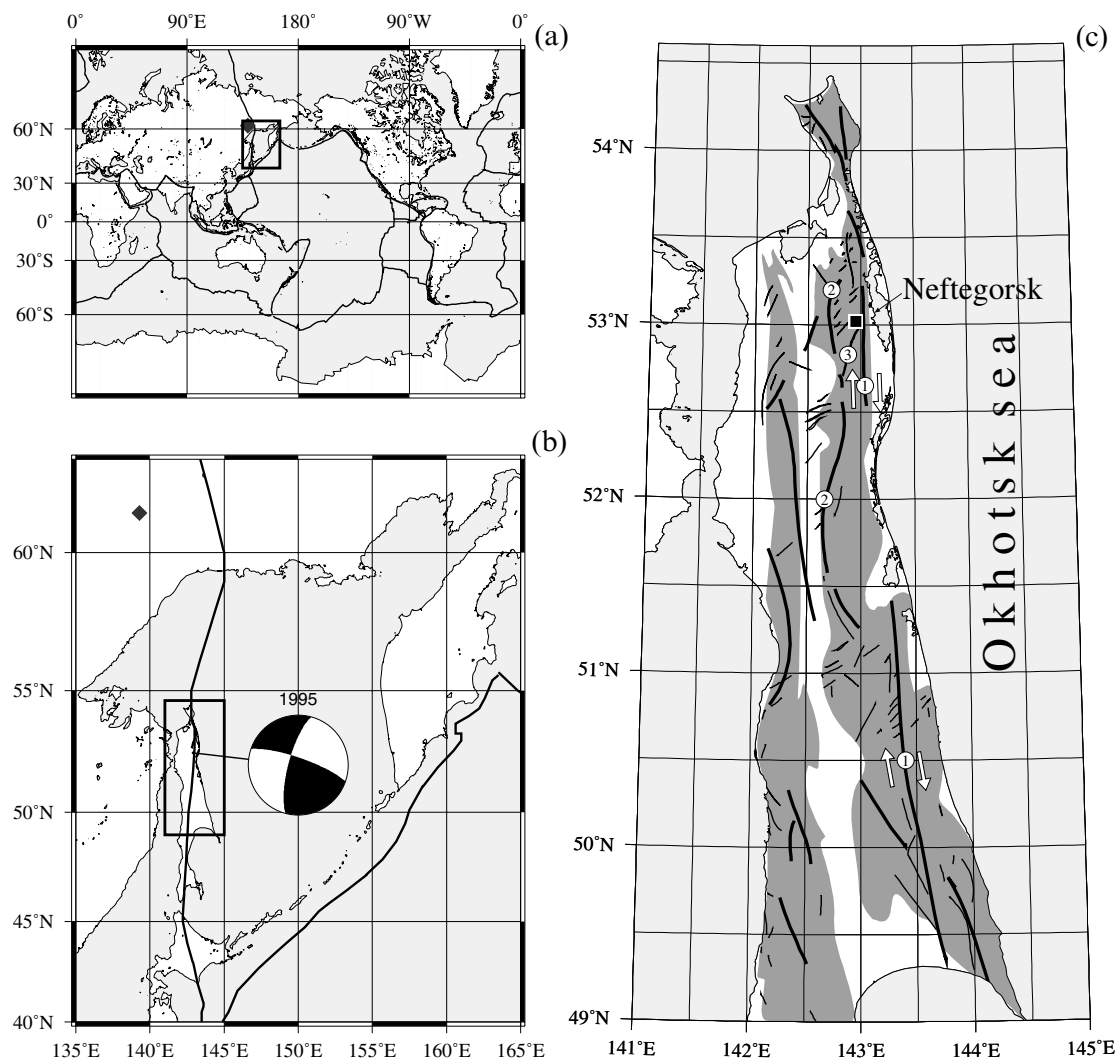 0° 90°E 180° 90°W 0°
(a)
60°N
30°N
0°
30°S
60°S
(b)
60°N
55°N
50°N
45°N
40°N
1995
135°E 140°E 145°E 150°E 155°E 160°E 165°E
(c)
54°N
53°N
52°N
51°N
50°N
49°N
Neftegorsk
Okhotsk sea
2
3
1
2
1
141°E 142°E 143°E 144°E 145°E